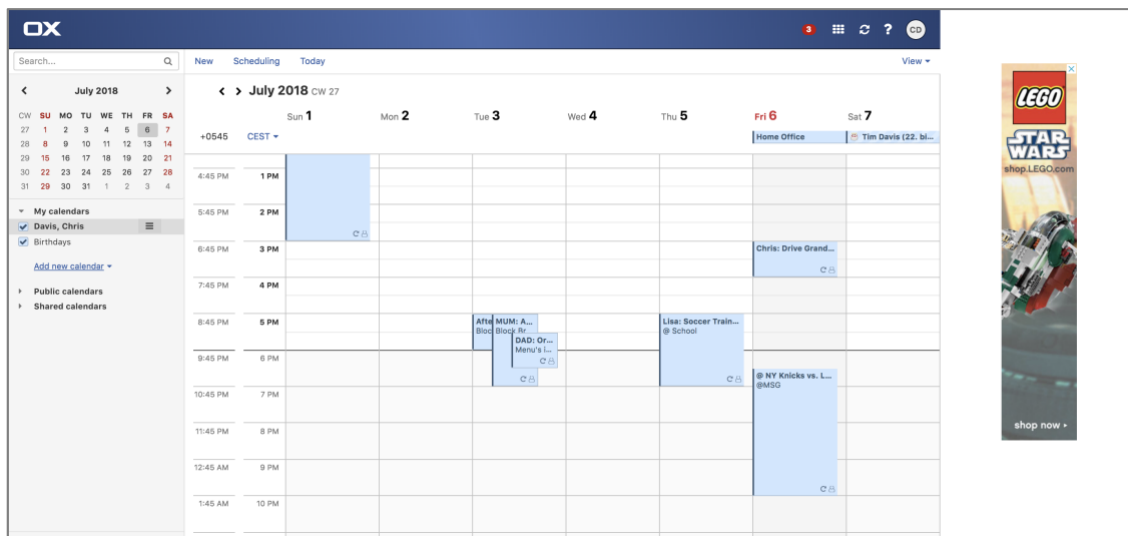 OX
3
?
CD
Search...
New Scheduling Today
View
July 2018
July 2018 CW 27
CW SU MO TU WE TH FR SA
27 1 2 3 4 5 6 7
28 8 9 10 11 12 13 14
29 15 16 17 18 19 20 21
30 22 23 24 25 26 27 28
31 29 30 31 1 2 3 4
My calendars
Davis, Chris
Birthdays
Add new calendar
Public calendars
Shared calendars
Sun 1 Mon 2 Tue 3 Wed 4 Thu 5 Fri 6 Sat 7
+0545 CEST
Home Office
Tim Davis (22. bi...
4:45 PM 1 PM
5:45 PM 2 PM
6:45 PM 3 PM
Chris: Drive Grand...
7:45 PM 4 PM
8:45 PM 5 PM
Afte
Bloc
MUM: A...
Block Br
DAD: Or...
Menu's i...
Lisa: Soccer Train...
@ School
9:45 PM 6 PM
@ NY Knicks vs. L...
@MSG
10:45 PM 7 PM
11:45 PM 8 PM
12:45 AM 9 PM
1:45 AM 10 PM
LEGO
STAR
WARS
shop.LEGO.com
shop now